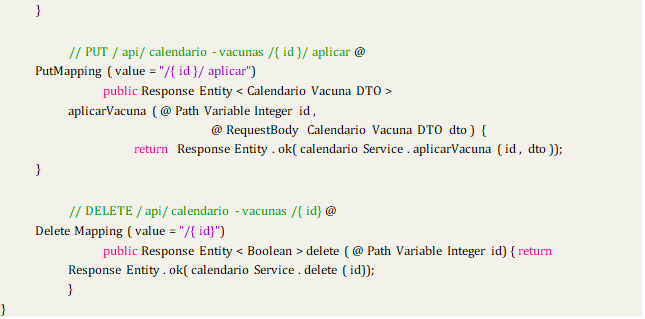 }
// PUT / api/ calendario - vacunas /{ id }/ aplicar @
PutMapping ( value = "/{ id }/ aplicar")
public Response Entity < Calendario Vacuna DTO >
aplicarVacuna ( @ Path Variable Integer id ,
@ RequestBody Calendario Vacuna DTO dto ) {
return Response Entity . ok( calendario Service . aplicarVacuna ( id , dto ));
}
// DELETE / api/ calendario - vacunas /{ id} @
Delete Mapping ( value = "/{ id}")
public Response Entity < Boolean > delete ( @ Path Variable Integer id) { return
Response Entity . ok( calendario Service . delete ( id));
}
}